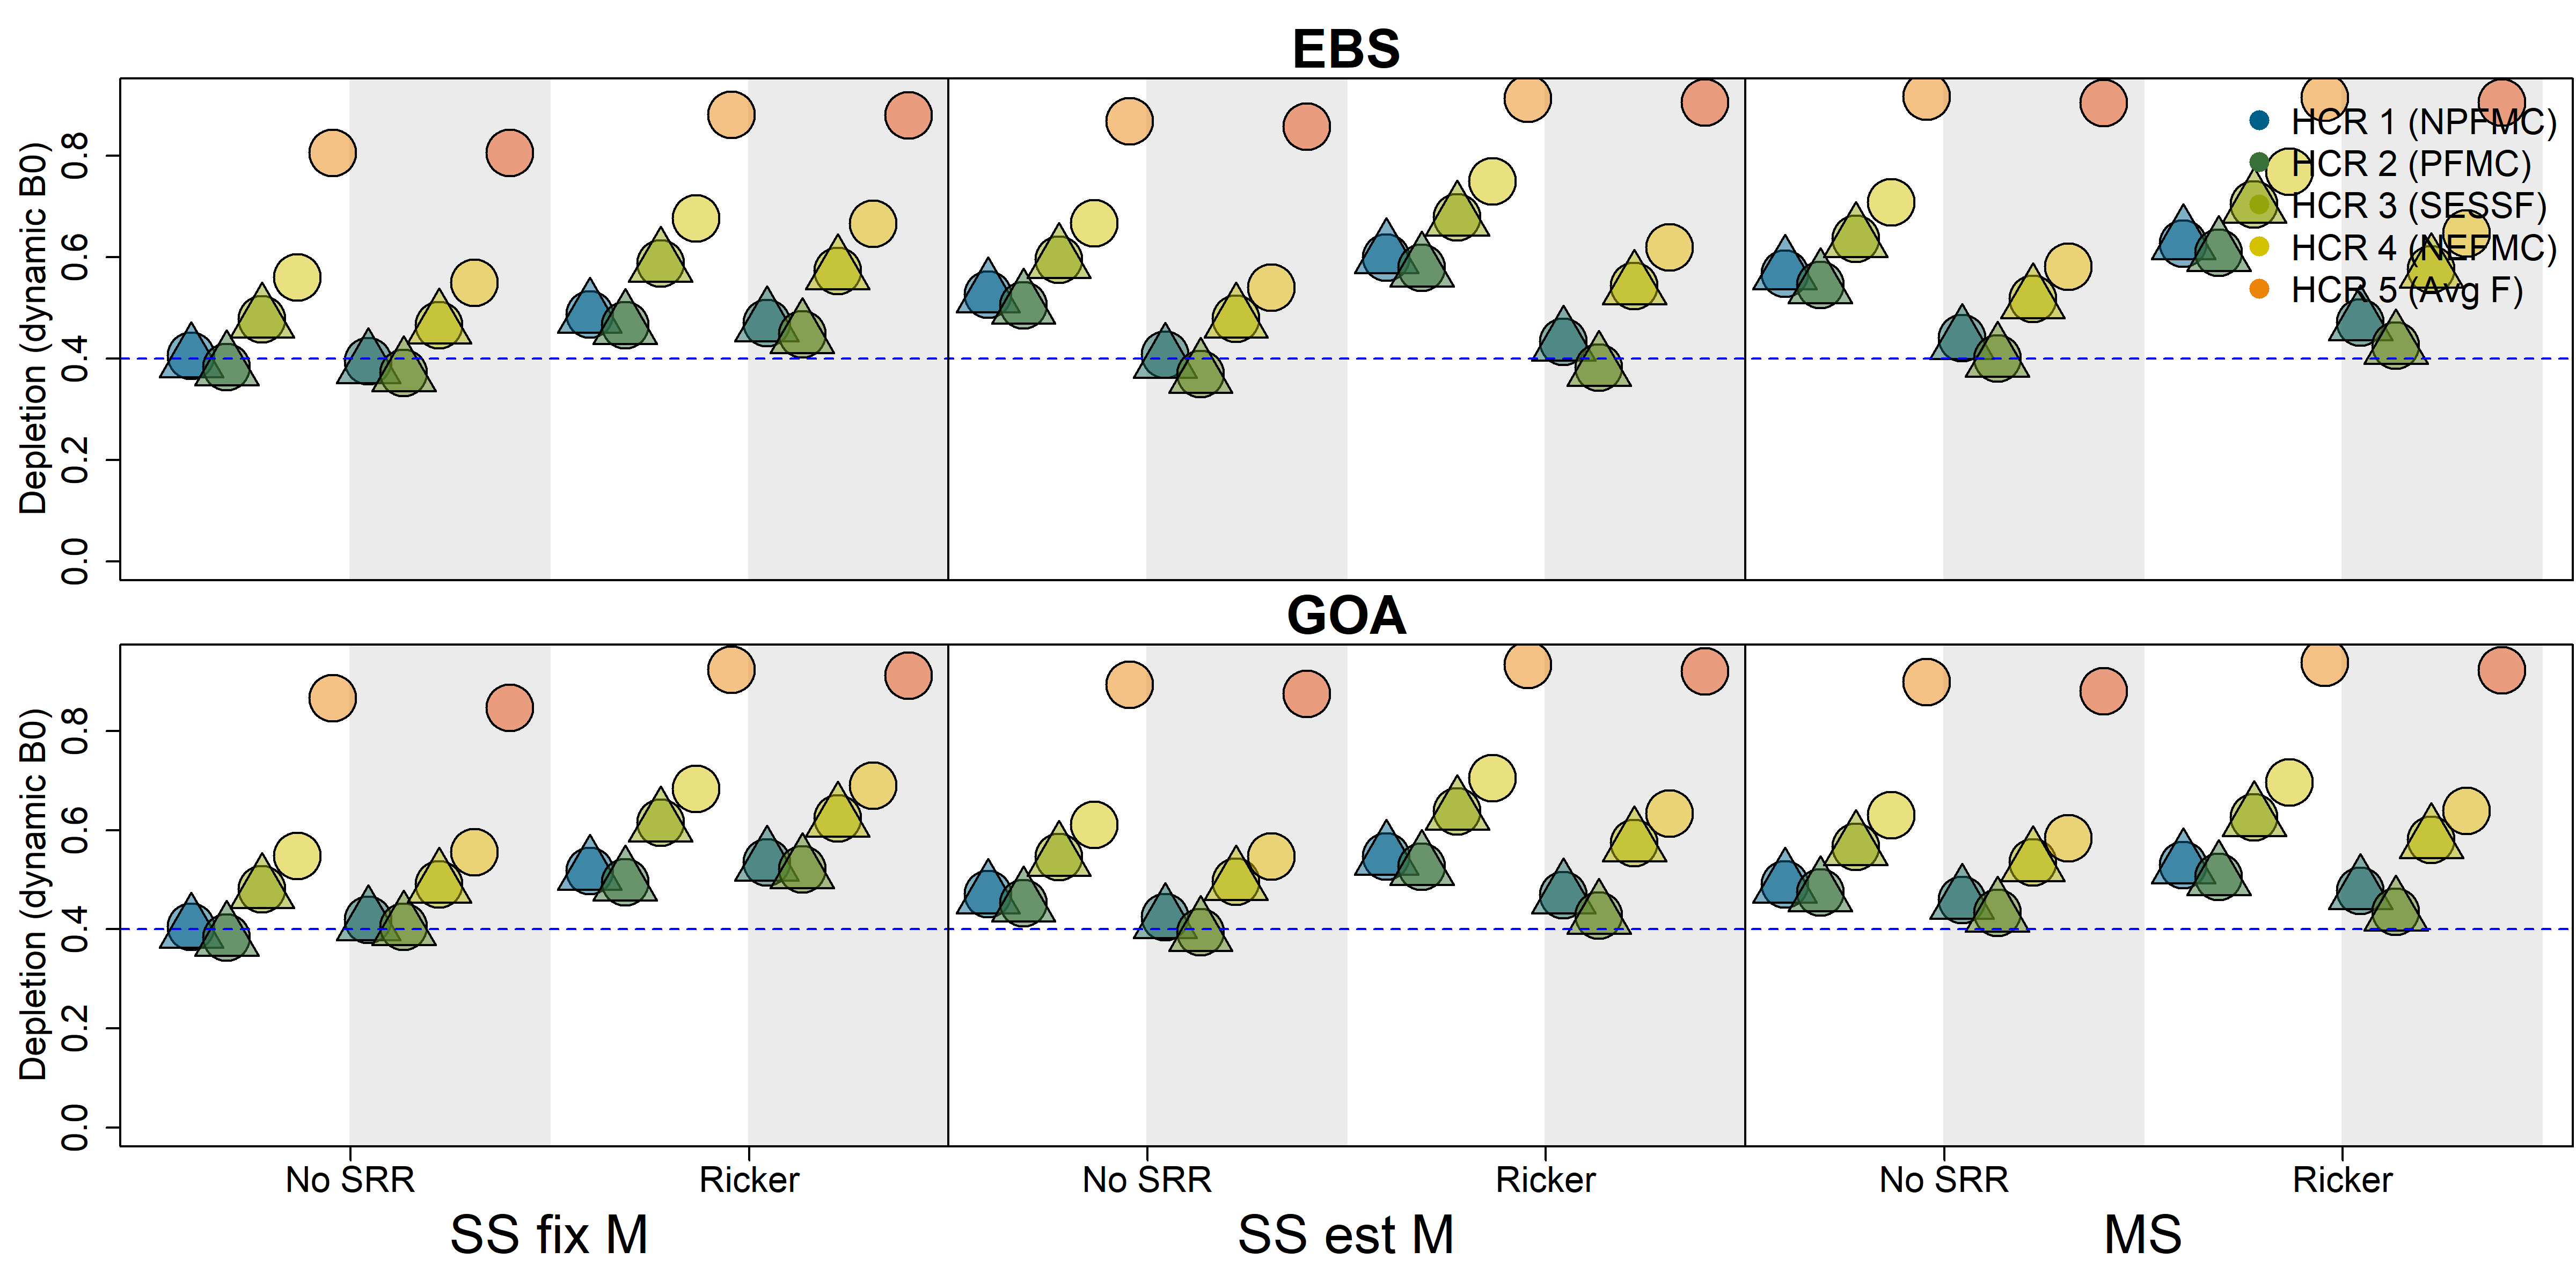 EBS
Depletion (dynamic B0)
0.8
0.6
0.4
0.2
0.0
HCR 1 (NPFMC)
HCR 2 (PFMC)
HCR 3 (SESSF)
HCR 4 (NEFMC)
HCR 5 (Avg F)
GOA
Depletion (dynamic B0)
0.8
0.6
0.4
0.2
0.0
No SRR Ricker No SRR Ricker No SRR Ricker
SS fix M SS est M MS